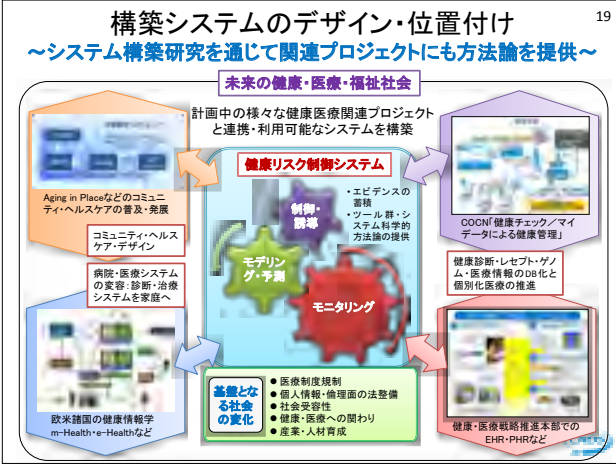 構築システムのデザイン・位置付け
19
～システム構築研究を通じて関連プロジェクトにも方法論を提供～
未来の健康・医療・福祉社会
計画中の様々な健康医療関連プロジェクト
と連携・利用可能なシステムを構築
Aging in Placeなどのコミュニ
ティ・ヘルスケアの普及・発展
コミュニティ・ヘルス
ケア・デザイン
病院・医療システム
の変容：診断・治療
システムを家庭へ
欧米諸国の健康情報学
m-Health・e-Healthなど
健康リスク制御システム
・エビデンスの
蓄積
・ツール群・シ
ステム科学的
方法論の提供
制御・
誘導
モデリン
グ・予測
モニタリング
COCN「健康チェック／マイ
データによる健康管理」
健康診断・レセプト・ゲノ
ム・医療情報のDB化と
個別化医療の推進
健康・医療戦略推進本部での
EHR・PHRなど
基盤とな
る社会
の変化
● 医療制度規制
● 個人情報・倫理面の法整備
● 社会受容性
● 健康・医療への関わり
● 産業・人材育成